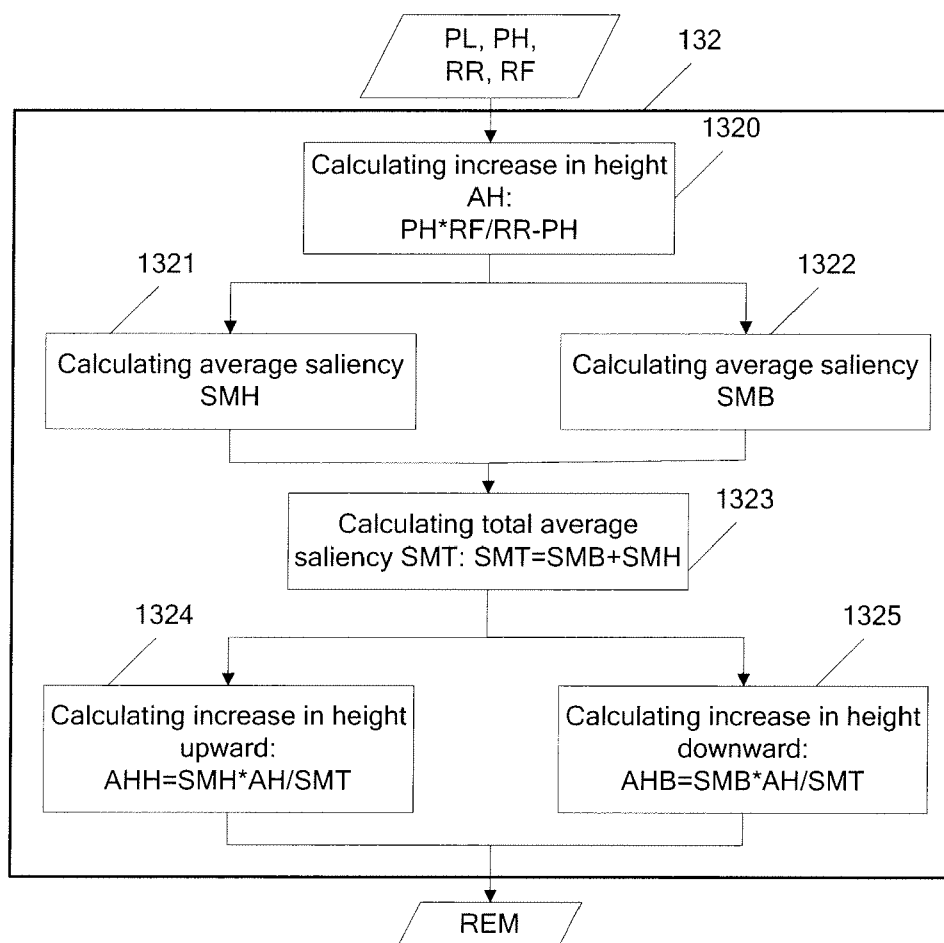 PL, PH,
RR, RF
132
1320
Calculating increase in height
AH:
PH*RF/RR-PH
1321
1322
Calculating average saliency
SMH
Calculating average saliency
SMB
1323
Calculating total average
saliency SMT: SMT=SMB+SMH
1324
1325
Calculating increase in height
upward:
AHH=SMH*AH/SMT
Calculating increase in height
downward:
AHB=SMB*AH/SMT
REM